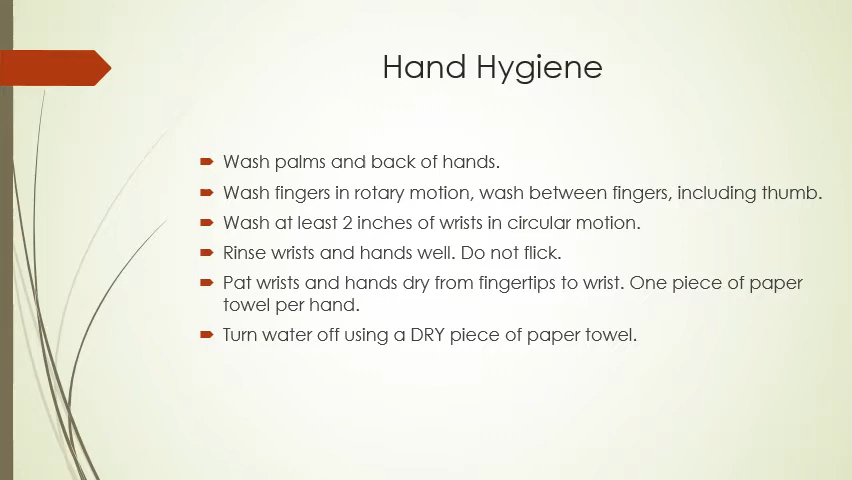 Hand Hygiene
Wash palms and back of hands.
Wash fingers in rotary motion, wash between fingers, including thumb.
Wash at least 2 inches of wrists in circular motion.
Rinse wrists and hands well. Do not flick.
Pat wrists and hands dry from fingertips to wrist. One piece of paper
towel per hand.
Turn water off using a DRY piece of paper towel.